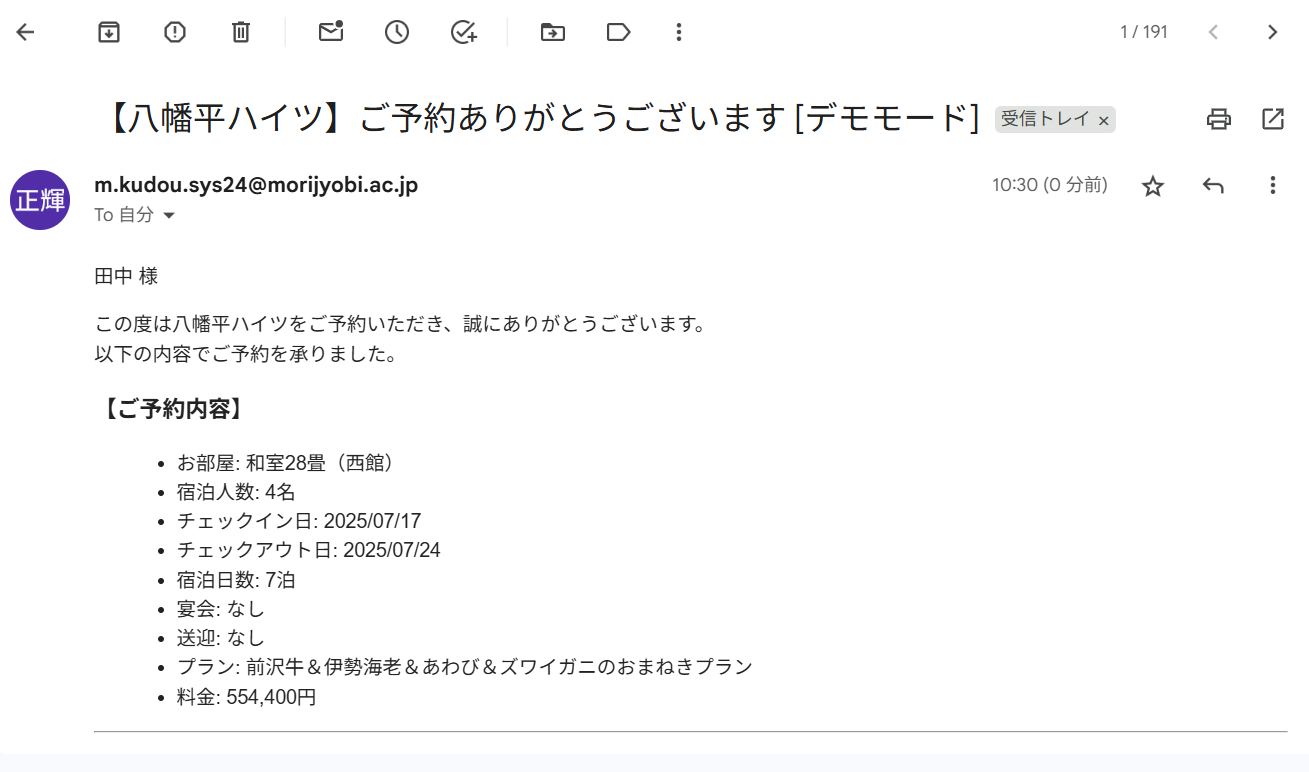 1 / 191
【八幡平ハイツ】ご予約ありがとうございます [デモモード] 受信トレイ ×
正輝
m.kudou.sys24@morijyobi.ac.jp 10:30 (0 分前)
To 自分
田中 様
この度は八幡平ハイツをご予約いただき、誠にありがとうございます。
以下の内容でご予約を承りました。
【ご予約内容】
• お部屋: 和室28畳（西館）
• 宿泊人数: 4名
• チェックイン日: 2025/07/17
• チェックアウト日: 2025/07/24
• 宿泊日数: 7泊
• 宴会: なし
• 送迎: なし
• プラン: 前沢牛＆伊勢海老＆あわび＆ズワイガニのおまねきプラン
• 料金: 554,400円